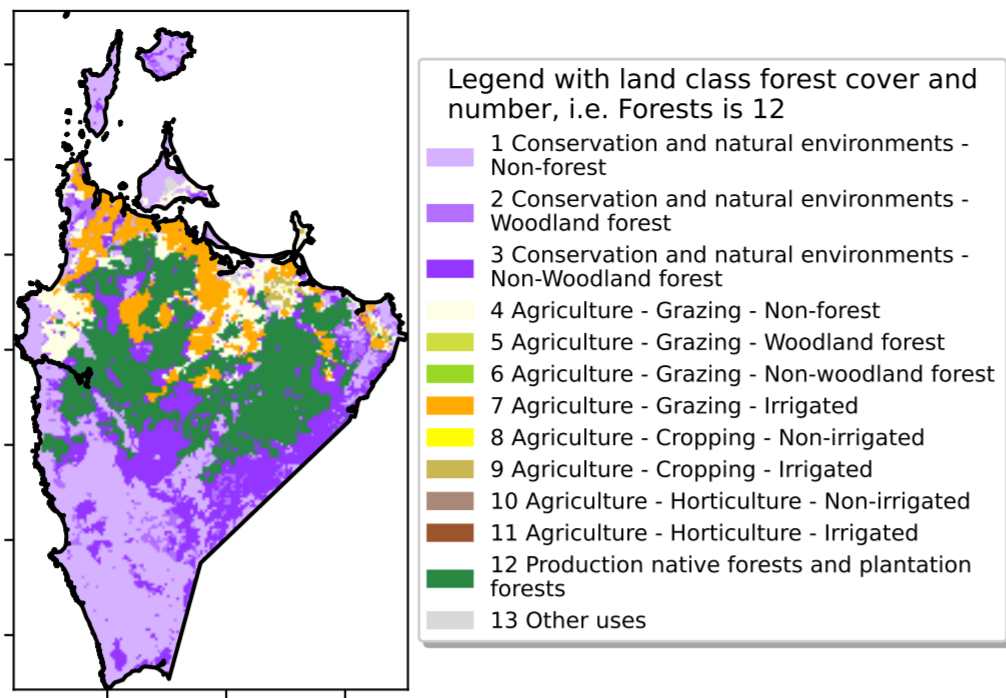 Legend with land class forest cover and
number, i.e. Forests is 12
1 Conservation and natural environments -
Non-forest
2 Conservation and natural environments -
Woodland forest
3 Conservation and natural environments -
Non-Woodland forest
4 Agriculture - Grazing - Non-forest
5 Agriculture - Grazing - Woodland forest
6 Agriculture - Grazing - Non-woodland forest
7 Agriculture - Grazing - Irrigated
8 Agriculture - Cropping - Non-irrigated
9 Agriculture - Cropping - Irrigated
10 Agriculture - Horticulture - Non-irrigated
11 Agriculture - Horticulture - Irrigated
12 Production native forests and plantation
forests
13 Other uses